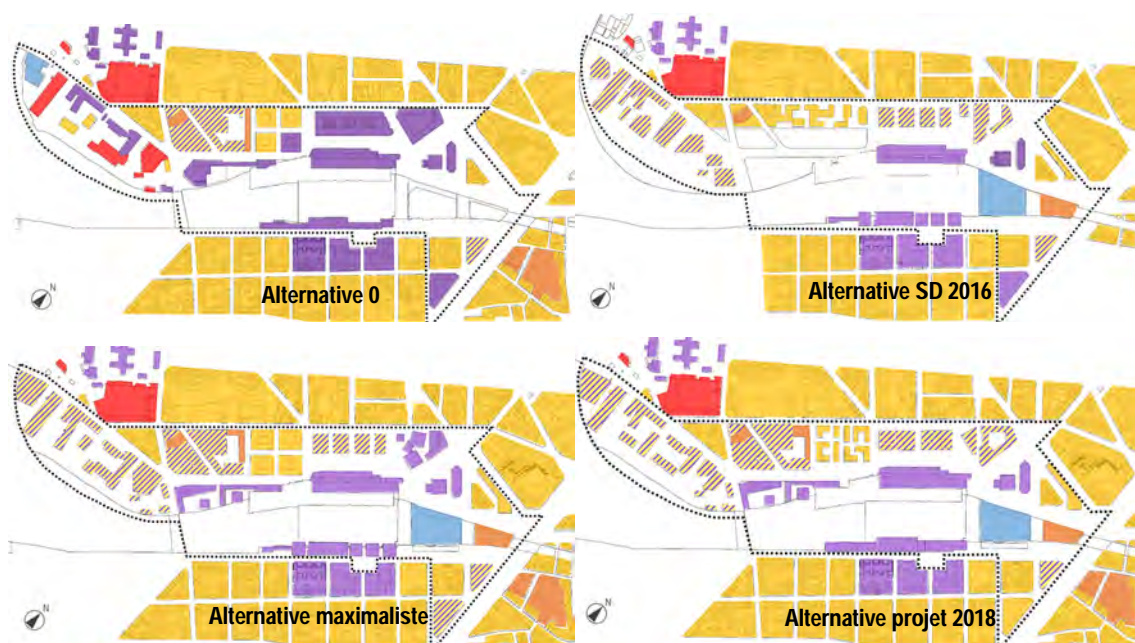 N
Alternative 0
N
Alternative SD 2016
N
Alternative maximaliste
N
Alternative projet 2018